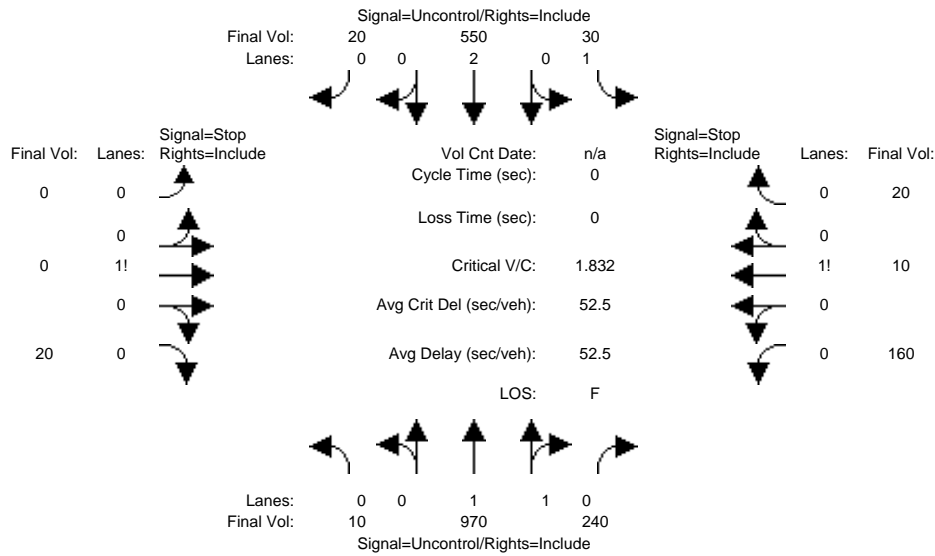 Signal=Uncontrol/Rights=Include
Final Vol: 20 550 30
Lanes: 0 0 2 0 1
Signal=Stop Signal=Stop
Final Vol: Lanes: Rights=Include Vol Cnt Date: n/a Rights=Include Lanes: Final Vol:
Cycle Time (sec): 0
0 0 0 20
Loss Time (sec): 0
0 0
0 1! Critical V/C: 1.832 1! 10
0 Avg Crit Del (sec/veh): 52.5 0
20 0 Avg Delay (sec/veh): 52.5 0 160
LOS: F
Lanes: 0 0 1 1 0
Final Vol: 10 970 240
Signal=Uncontrol/Rights=Include